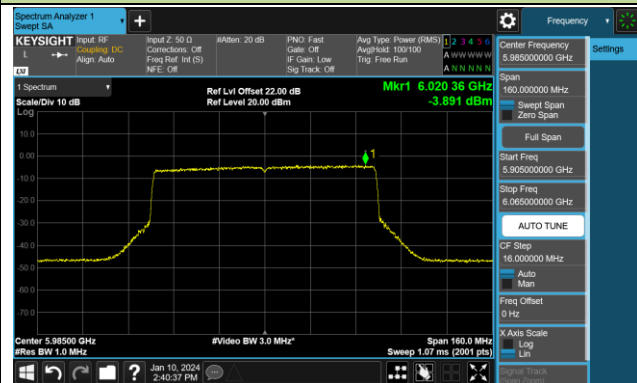 Spectrum Analyzer 1
Swept SA
+
Frequency
KEYSIGHT
L
LXI
Input: RF
Coupling: DC
Align: Auto
Input Z: 50 Ω
Corrections: Off
Freq Ref: Int (S)
NFE: Off
#Atten: 20 dB
PNO: Fast
Gate: Off
IF Gain: Low
Sig Track: Off
Avg Type: Power (RMS)
Avg|Hold: 100/100
Trig: Free Run
1 2 3 4 5 6
A W W W W W
A N N N N N
1 Spectrum
Scale/Div 10 dB
Log
Ref Lvl Offset 22.00 dB
Ref Level 20.00 dBm
Mkr1 6.020 36 GHz
-3.891 dBm
10.0
0.00
-10.0
-20.0
-30.0
-40.0
-50.0
-60.0
-70.0
1
Center 5.98500 GHz
#Res BW 1.0 MHz
#Video BW 3.0 MHz*
Span 160.0 MHz
Sweep 1.07 ms (2001 pts)
Jan 10, 2024
2:40:37 PM
Center Frequency
5.985000000 GHz
Span
160.000000 MHz
Swept Span
Zero Span
Full Span
Start Freq
5.905000000 GHz
Stop Freq
6.065000000 GHz
AUTO TUNE
CF Step
16.000000 MHz
Auto
Man
Freq Offset
0 Hz
X Axis Scale
Log
Lin
Signal Track
(Span Zoom)
Settings